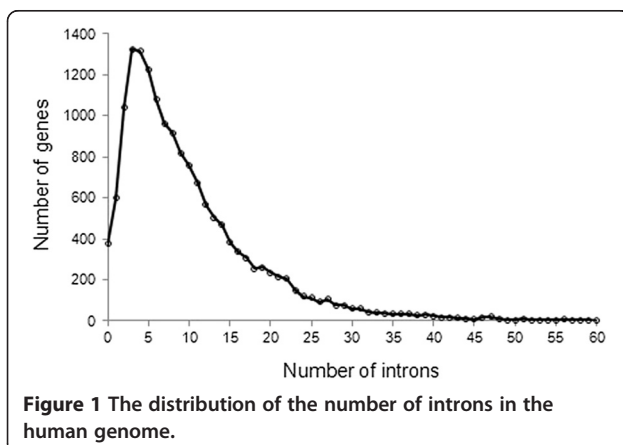 1400
1200
1000
800
600
400
200
0
Number of genes
0 5 10 15 20 25 30 35 40 45 50 55 60
Number of introns
Figure 1 The distribution of the number of introns in the
human genome.